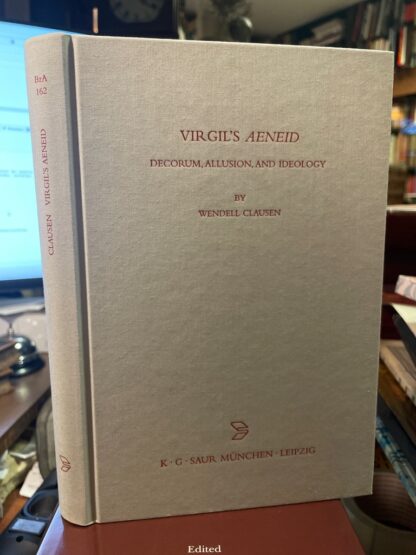 BzA
162
CLAUSEN VIRGIL'S AENEID
VIRGIL'S AENEID
DECORUM, ALLUSION, AND IDEOLOGY
BY
WENDELL CLAUSEN
K · G · SAUR MÜNCHEN · LEIPZIG
Edited